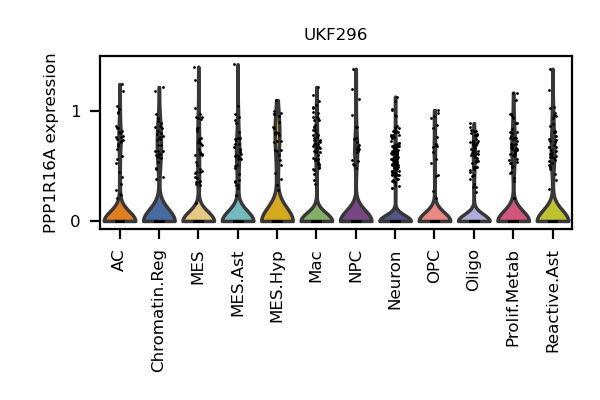 UKF296
PPP1R16A expression
1
0
AC
Chromatin.Reg
MES
MES.Ast
MES.Hyp
Mac
NPC
Neuron
OPC
Oligo
Prolif.Metab
Reactive.Ast